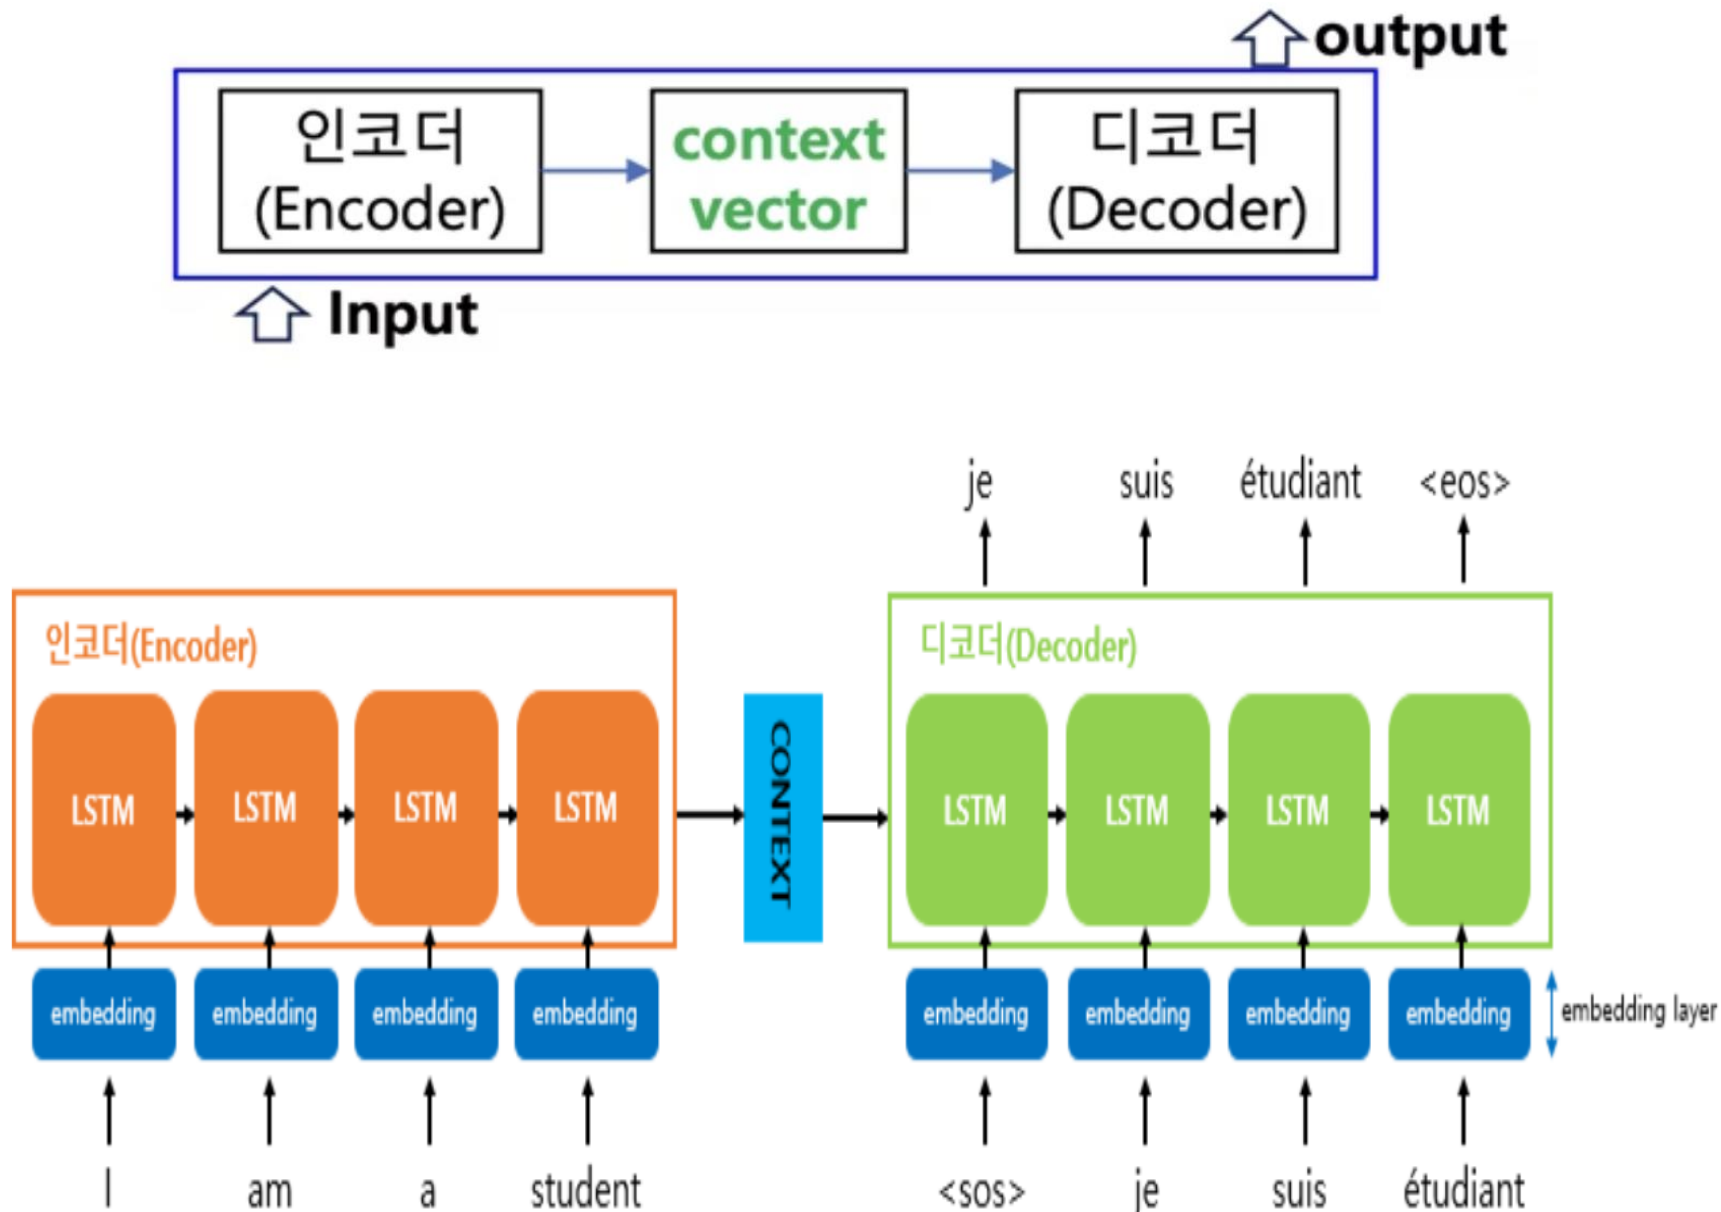 output
인코더
(Encoder)
context
vector
디코더
(Decoder)
Input
je suis étudiant <eos>
인코더(Encoder)
LSTM LSTM LSTM LSTM
CONTEXT
디코더(Decoder)
LSTM LSTM LSTM LSTM
embedding embedding embedding embedding
embedding embedding embedding embedding
embedding layer
I am a student
<sos> je suis étudiant